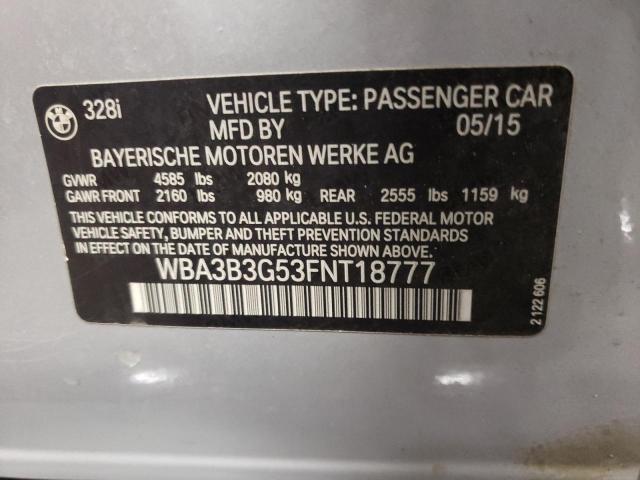 BMW 328i VEHICLE TYPE: PASSENGER CAR
MFD BY 05/15
BAYERISCHE MOTOREN WERKE AG
GVWR 4585 lbs 2080 kg
GAWR FRONT 2160 lbs 980 kg REAR 2555 lbs 1159 kg
THIS VEHICLE CONFORMS TO ALL APPLICABLE U.S. FEDERAL MOTOR
VEHICLE SAFETY, BUMPER AND THEFT PREVENTION STANDARDS
IN EFFECT ON THE DATE OF MANUFACTURE SHOWN ABOVE.
WBA3B3G53FNT18777
2 122 606